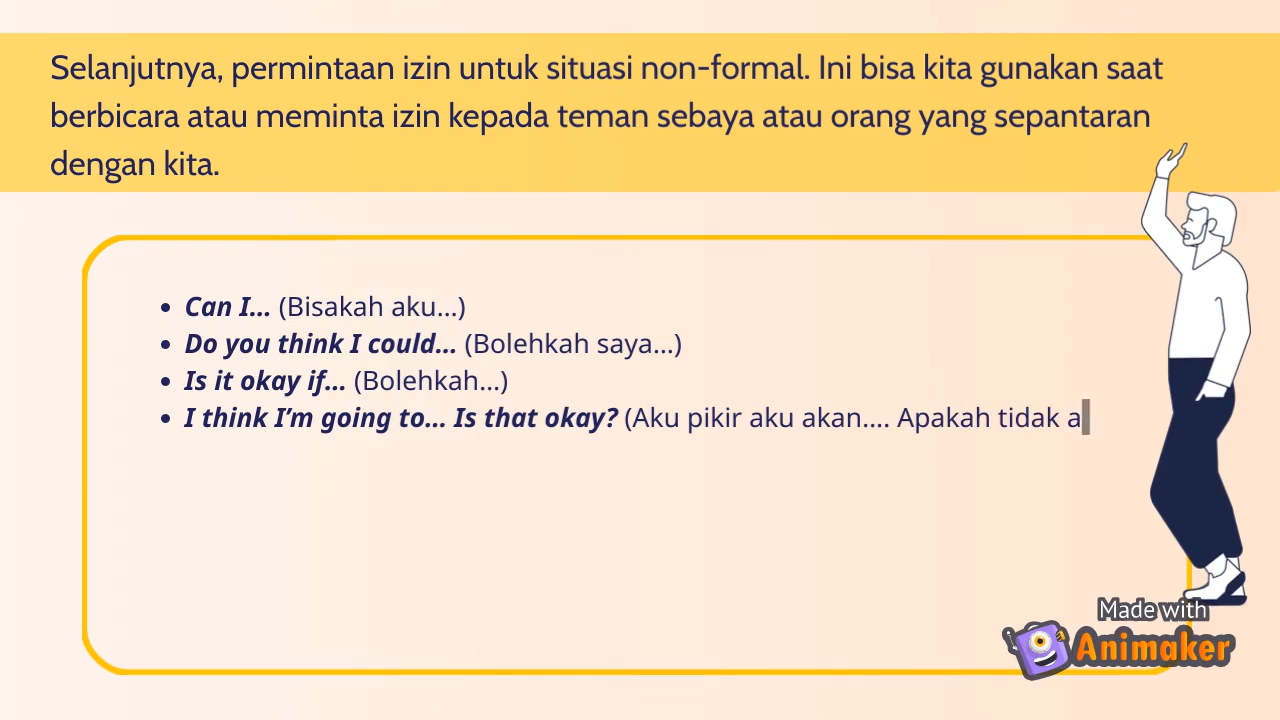 Selanjutnya, permintaan izin untuk situasi non-formal. Ini bisa kita gunakan saat
berbicara atau meminta izin kepada teman sebaya atau orang yang sepantaran
dengan kita.
• Can I... (Bisakah aku...)
• Do you think I could... (Bolehkah saya...)
• Is it okay if... (Bolehkah...)
• I think I’m going to... Is that okay? (Aku pikir aku akan.... Apakah tidak a
Made with
Animaker